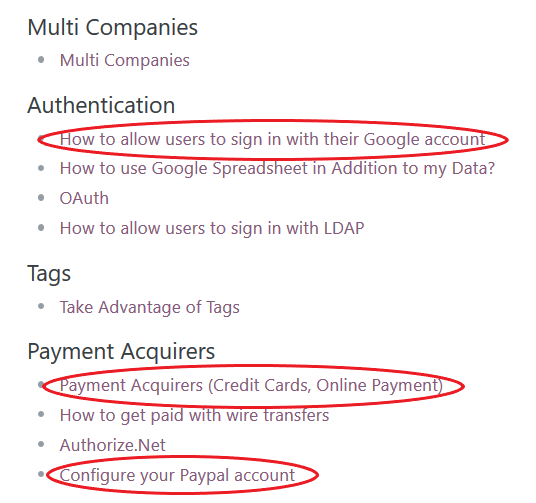 Multi Companies
Multi Companies
Authentication
How to allow users to sign in with their Google account
How to use Google Spreadsheet in Addition to my Data?
OAuth
How to allow users to sign in with LDAP
Tags
Take Advantage of Tags
Payment Acquirers
Payment Acquirers (Credit Cards, Online Payment)
How to get paid with wire transfers
Authorize.Net
Configure your Paypal account